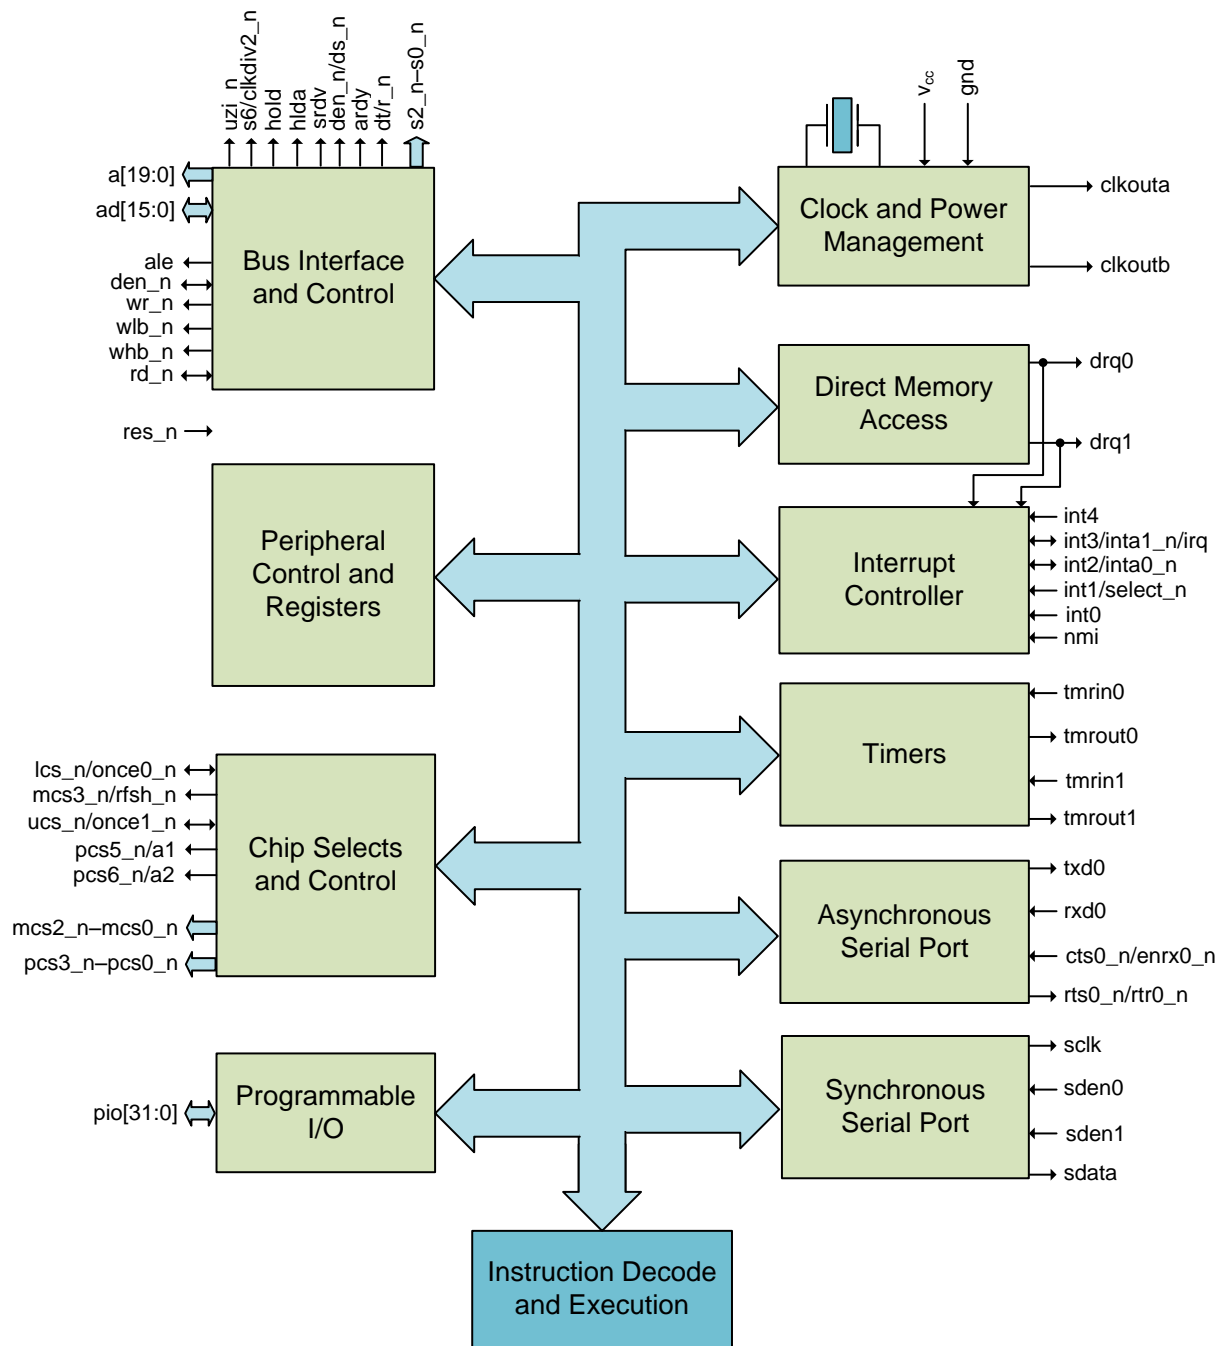 uzi_n
s6/clkdiv2_n
hold
hlda
srdv
den_n/ds_n
ardy
dt/r_n
s2_n–s0_n
vcc
gnd
a[19:0]
ad[15:0]
ale
den_n
wr_n
wlb_n
whb_n
rd_n
res_n
Bus Interface
and Control
Clock and Power
Management
clkouta
clkoutb
Direct Memory
Access
drq0
drq1
Peripheral
Control and
Registers
Interrupt
Controller
int4
int3/inta1_n/irq
int2/inta0_n
int1/select_n
int0
nmi
Timers
tmrin0
tmrout0
tmrin1
tmrout1
lcs_n/once0_n
mcs3_n/rfsh_n
ucs_n/once1_n
pcs5_n/a1
pcs6_n/a2
mcs2_n–mcs0_n
pcs3_n–pcs0_n
Chip Selects
and Control
Asynchronous
Serial Port
txd0
rxd0
cts0_n/enrx0_n
rts0_n/rtr0_n
pio[31:0]
Programmable
I/O
Synchronous
Serial Port
sclk
sden0
sden1
sdata
Instruction Decode
and Execution